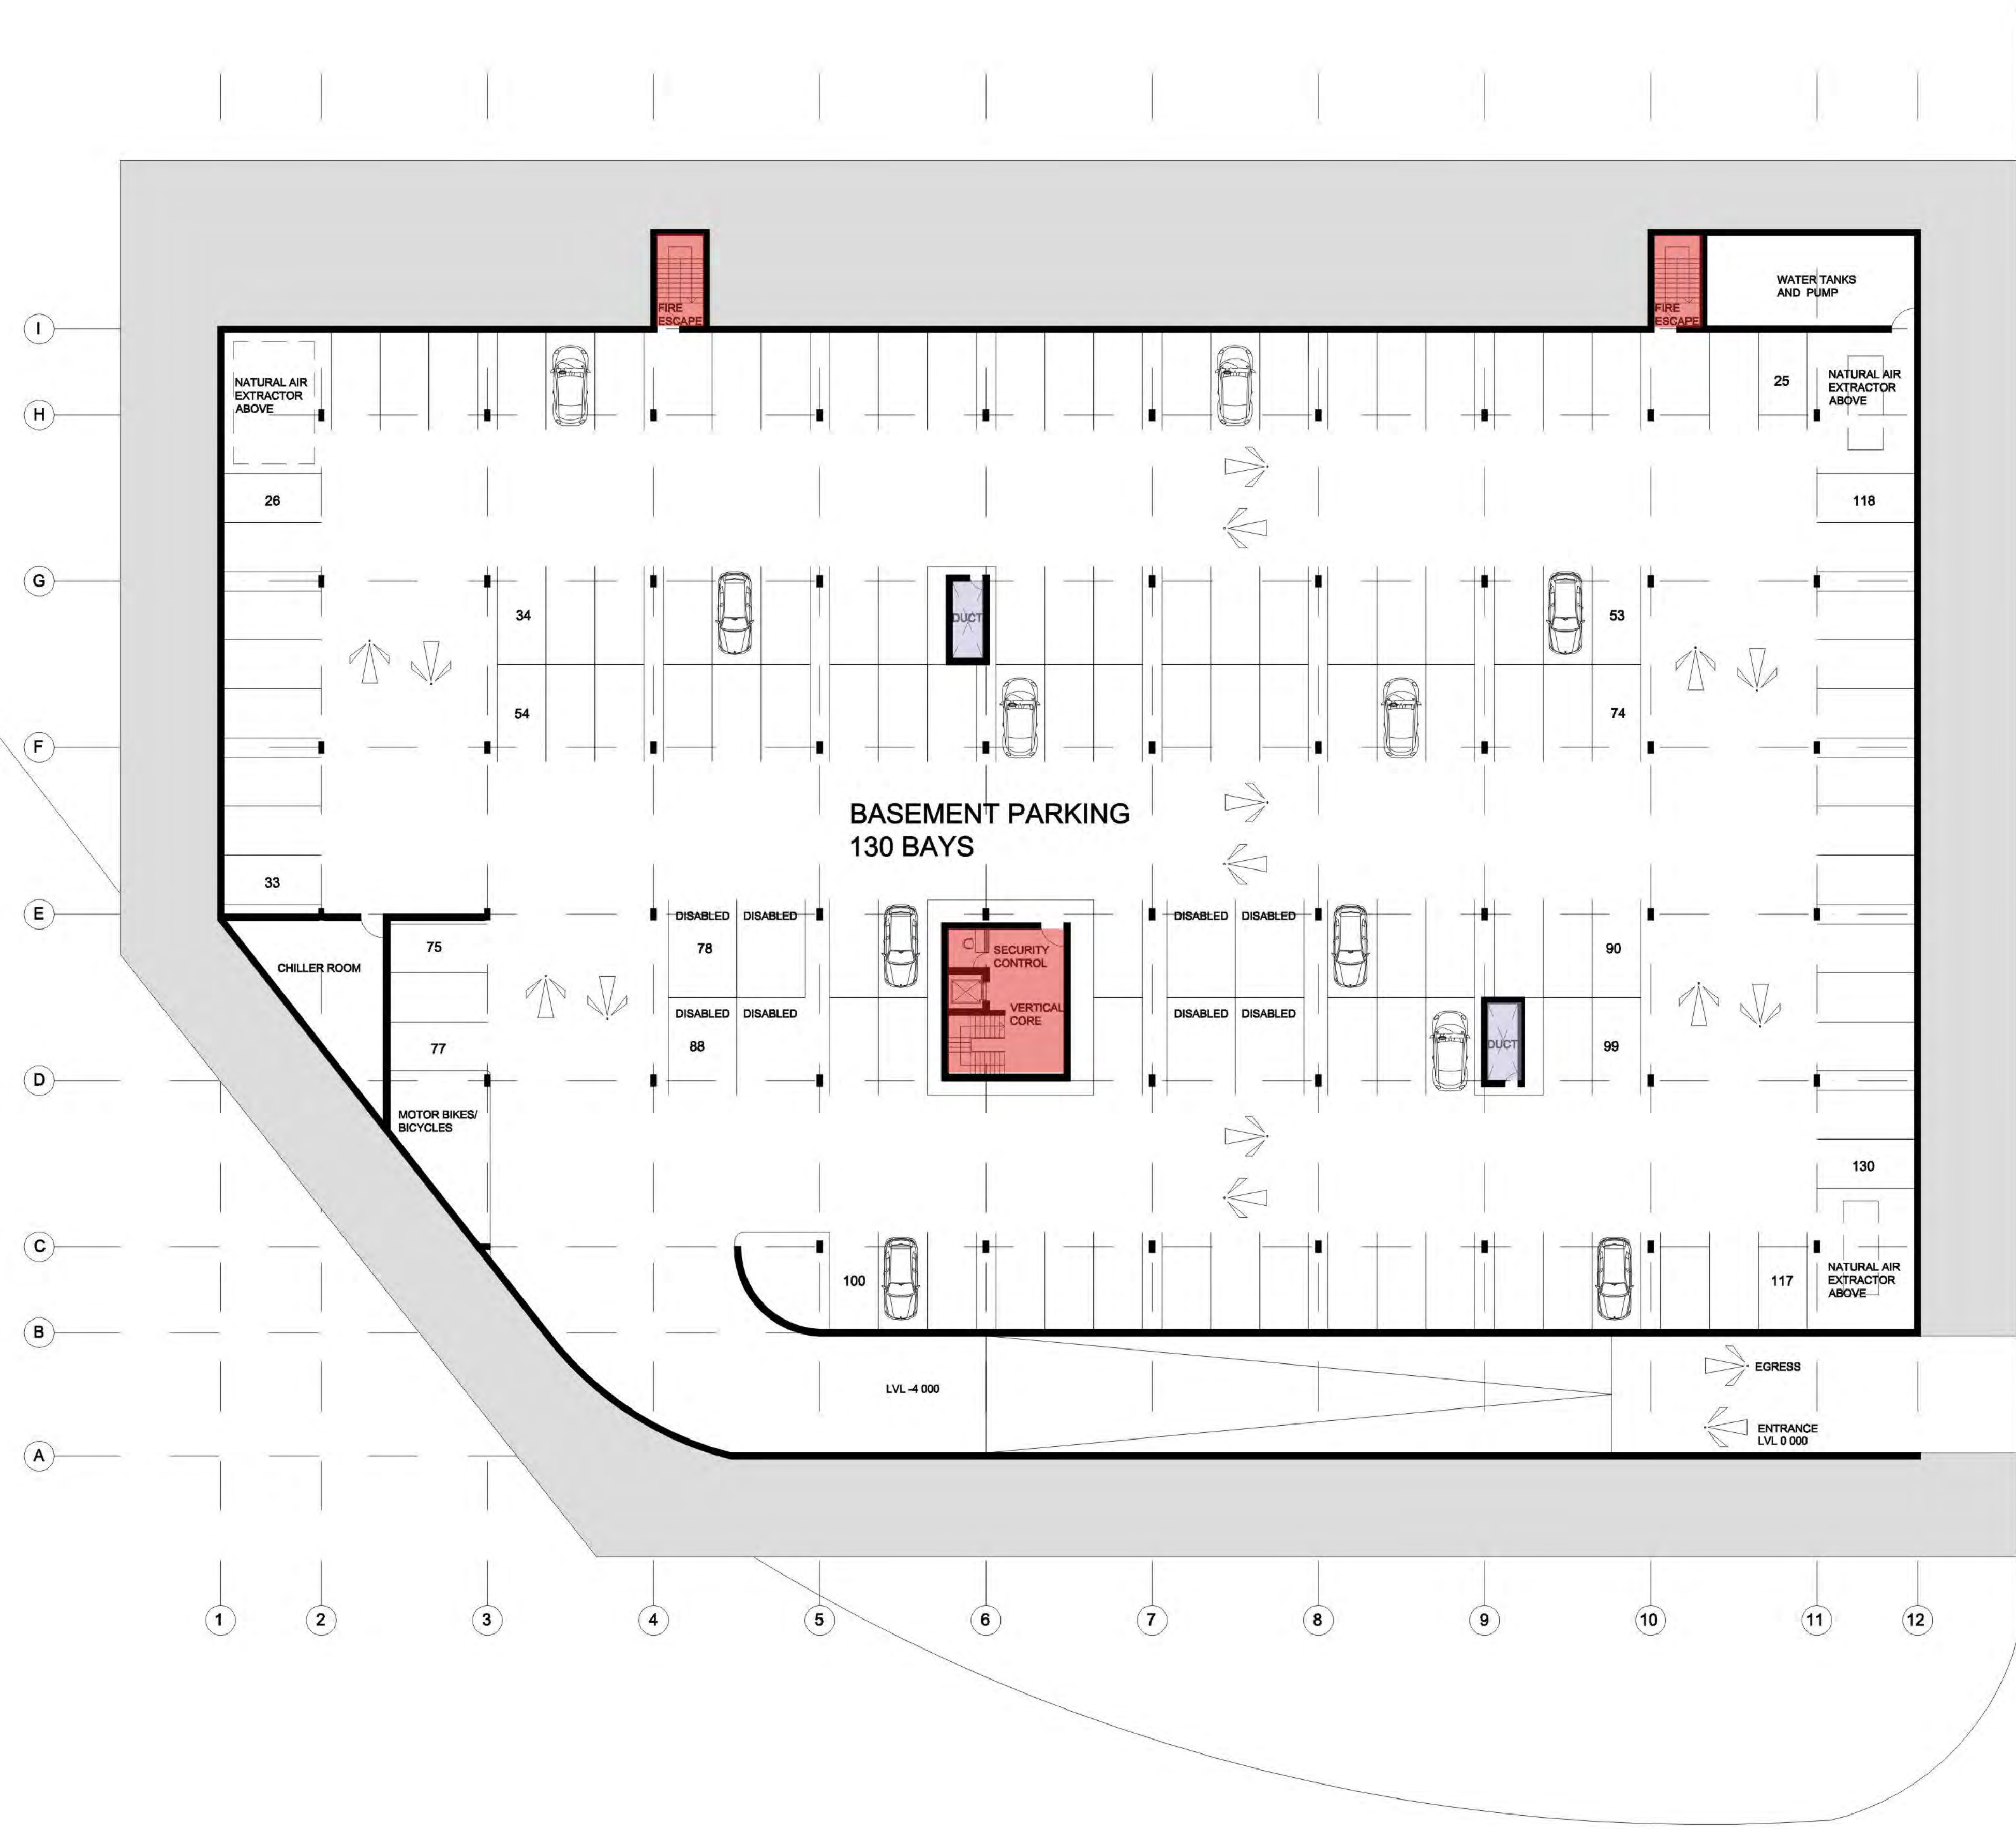 WATER TANKS
AND PUMP
FIRE
ESCAPE
FIRE
ESCAPE
I
NATURAL AIR
EXTRACTOR
ABOVE
25
NATURAL AIR
EXTRACTOR
ABOVE
H
26
118
G
34
DUCT
53
54
74
F
BASEMENT PARKING
130 BAYS
33
E
DISABLED
DISABLED
DISABLED
DISABLED
75
78
SECURITY
CONTROL
90
CHILLER ROOM
VERTICAL
CORE
DISABLED
DISABLED
DISABLED
DISABLED
77
88
DUCT
99
D
MOTOR BIKES/
BICYCLES
130
C
100
117
NATURAL AIR
EXTRACTOR
ABOVE
B
EGRESS
LVL -4 000
ENTRANCE
LVL 0 000
A
1
2
3
4
5
6
7
8
9
10
11
12